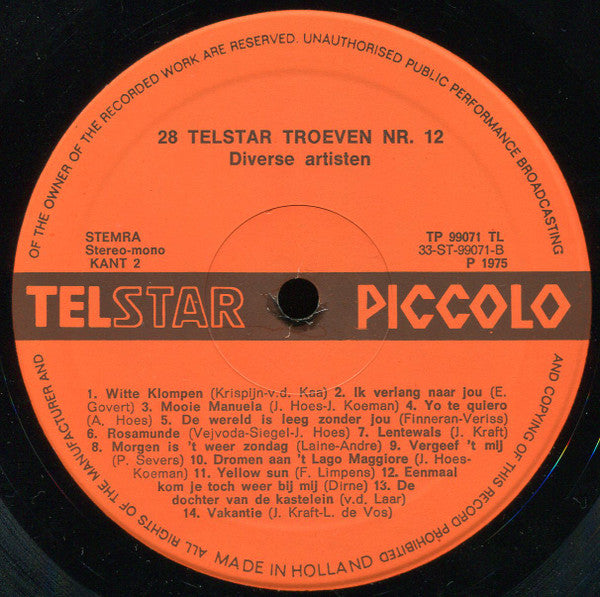 OF THE OWNER OF THE RECORDED WORK ARE RESERVED. UNAUTHORISED PUBLIC PERFORMANCE BROADCASTING
28 TELSTAR TROEVEN NR. 12
Diverse artisten
STEMRA
Stereo-mono
KANT 2
TP 99071 TL
33-ST-99071-B
P 1975
TELSTAR PICCOLO
1. Witte Klompen (Krispijn-v.d. Kaa) 2. Ik verlang naar jou (E.
Govert) 3. Mooie Manuela (J. Hoes-J. Koeman) 4. Yo te quiero
(A. Hoes) 5. De wereld is leeg zonder jou (Finneran-Veriss)
6. Rosamunde (Vejvoda-Siegel-J. Hoes) 7. Lentewals (J. Kraft)
8. Morgen is 't weer zondag (Laine-Andre) 9. Vergeef 't mij
(P. Severs) 10. Dromen aan 't Lago Maggiore (J. Hoes-
Koeman) 11. Yellow sun (F. Limpens) 12. Eenmaal
kom je toch weer bij mij (Dirne) 13. De
dochter van de kastelein (v.d. Laar)
14. Vakantie (J. Kraft-L. de Vos)
AND COPYING OF THIS RECORD PROHIBITED
ALL RIGHTS OF THE MANUFACTURER AND
MADE IN HOLLAND